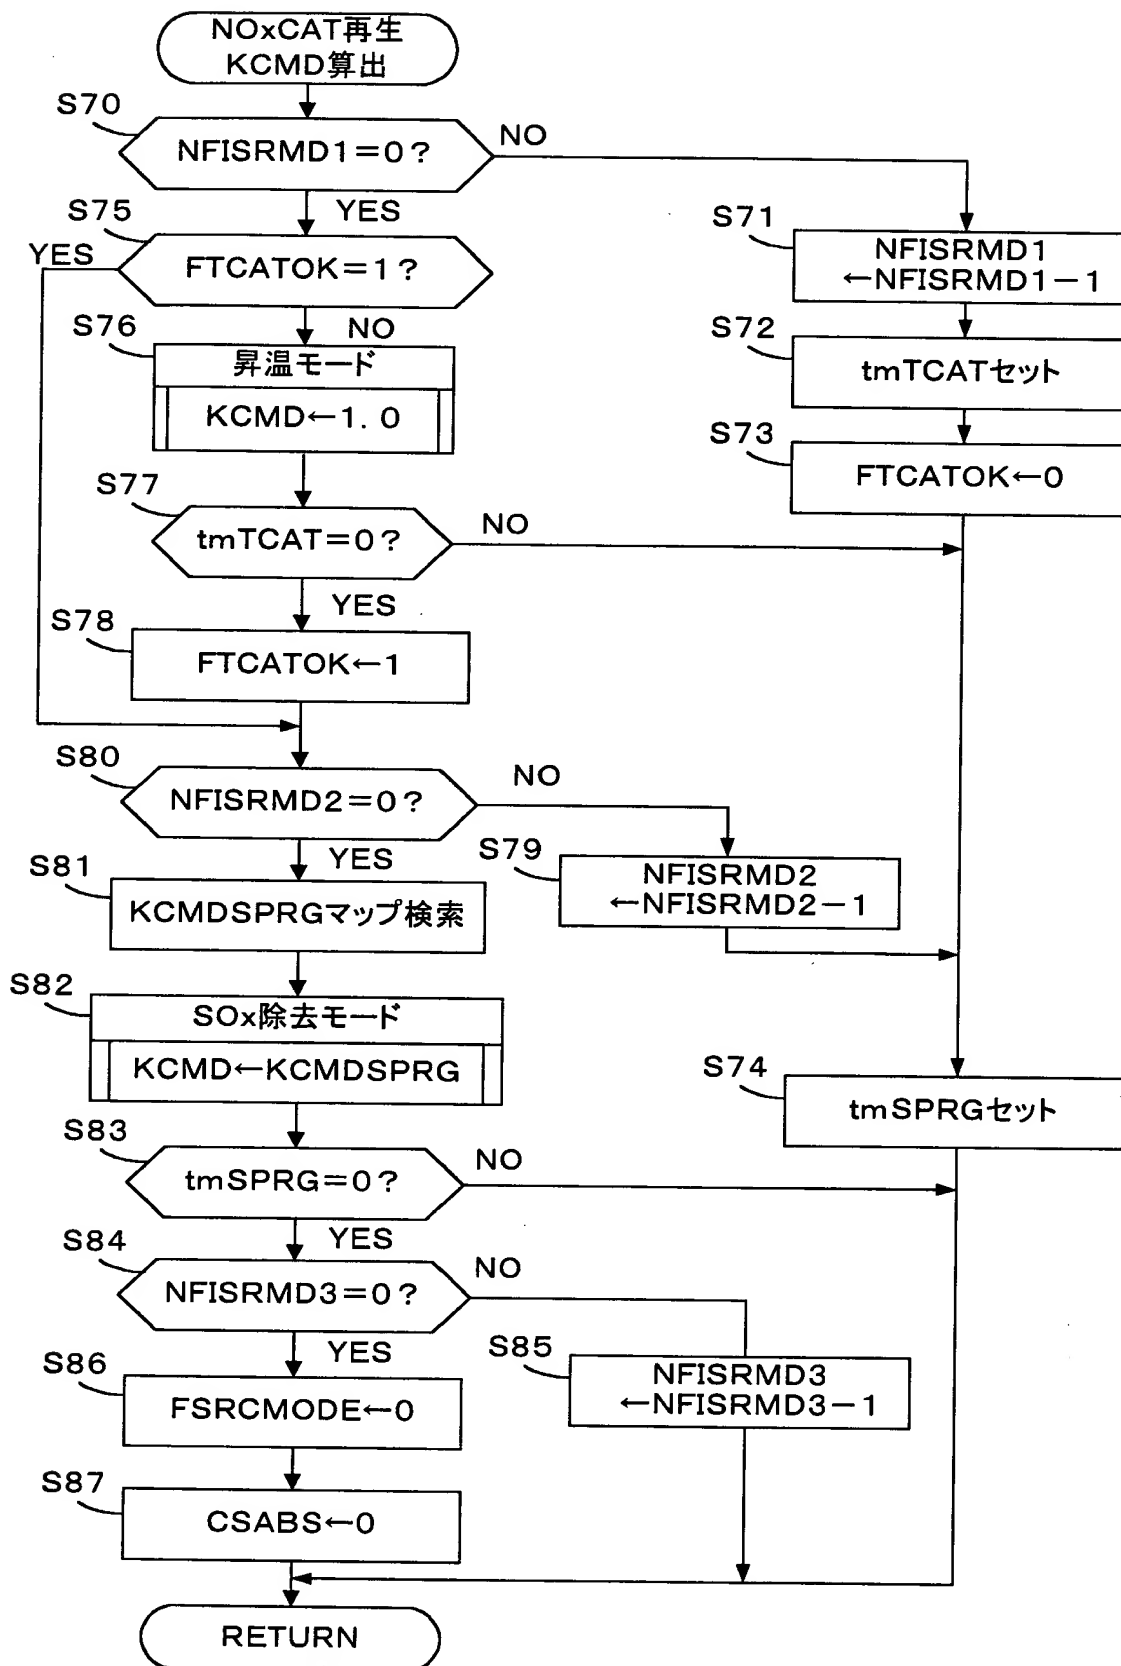 NOxCAT再生
KCMD算出
S70
NFISRMD1=0?
NO
YES
S71
NFISRMD1
←NFISRMD1−1
S72
tmTCATセット
S73
FTCATOK←0
S75
YES
FTCATOK=1?
NO
S76
昇温モード
KCMD←1.0
S77
tmTCAT=0?
NO
YES
S78
FTCATOK←1
S80
NFISRMD2=0?
NO
YES
S79
NFISRMD2
←NFISRMD2−1
S81
KCMDSPRGマップ検索
S82
SOx除去モード
KCMD←KCMDSPRG
S74
tmSPRGセット
S83
tmSPRG=0?
NO
YES
S84
NFISRMD3=0?
NO
YES
S85
NFISRMD3
←NFISRMD3−1
S86
FSRCMODE←0
S87
CSABS←0
RETURN